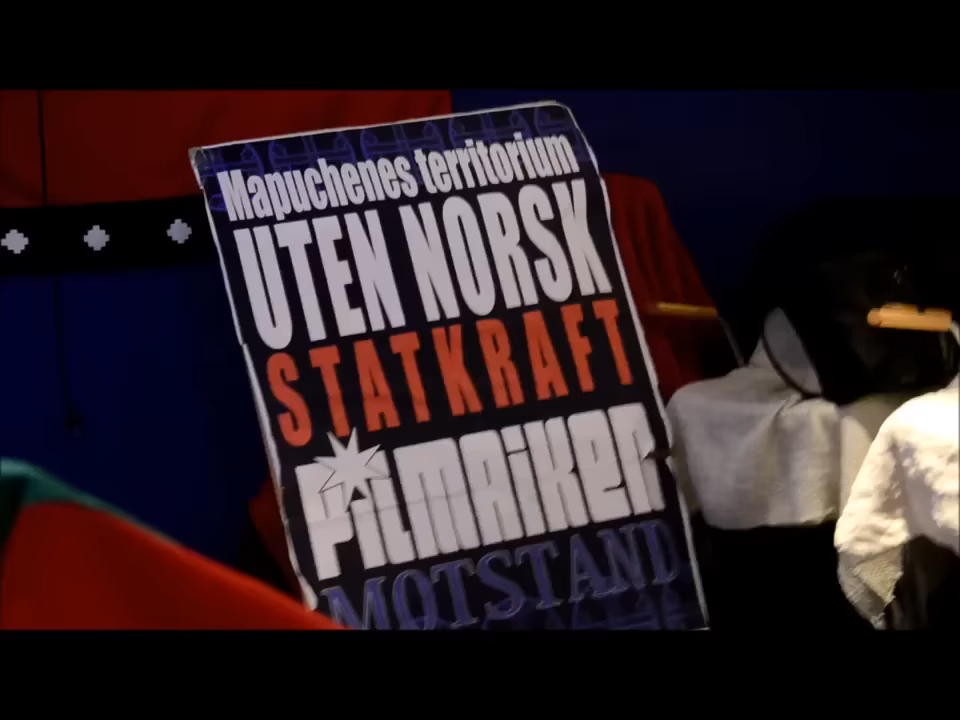 Mapuchenes territorium
UTEN NORSK
STATKRAFT
PilMAiKEN
MOTSTAND